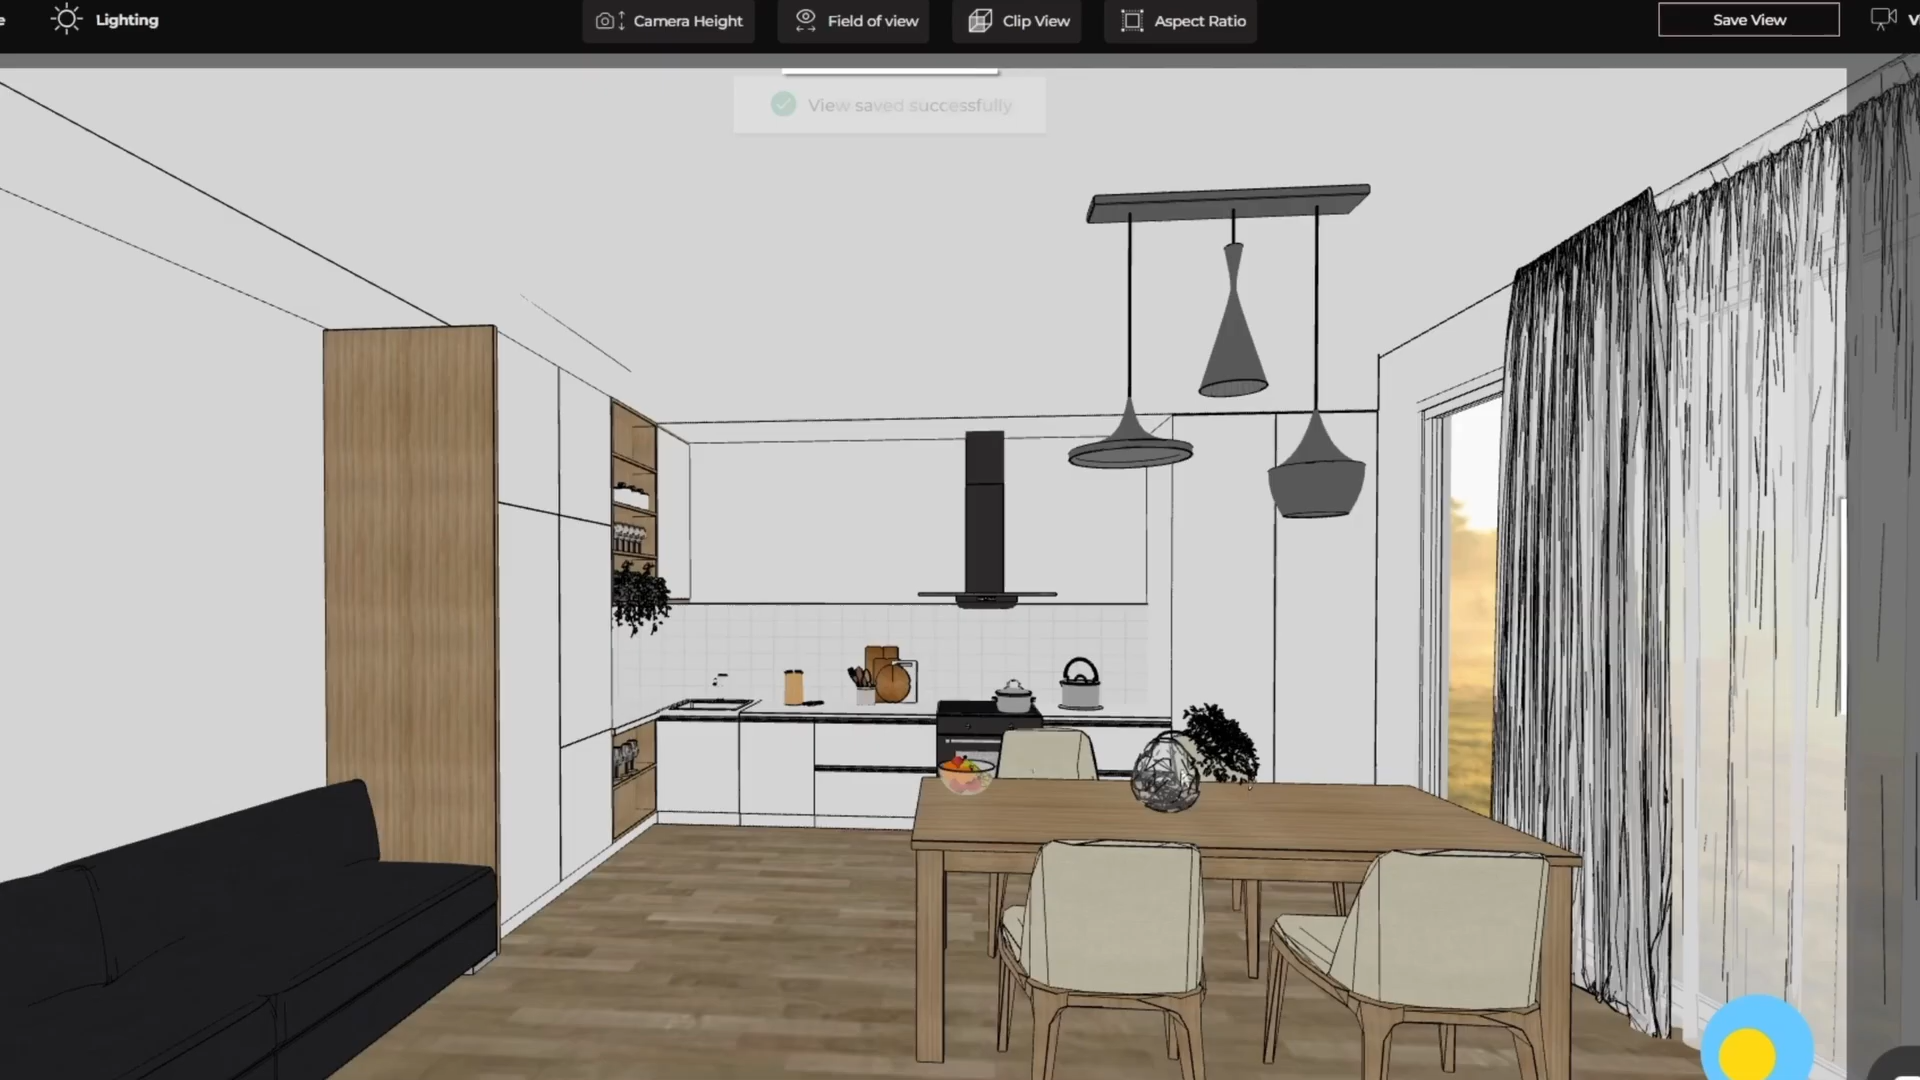 Lighting
Camera Height
Field of view
Clip View
Aspect Ratio
Save View
View saved successfully